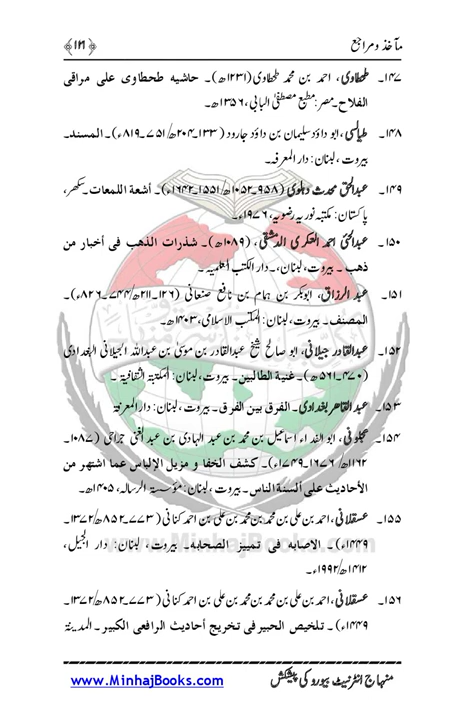 مآخذ و مراجع ﴿۱۲۱﴾
۱۴۷۔ طحطاوی، احمد بن محمد طحطاوی (۱۲۳۱ھ)۔ حاشیه طحطاوی علی مراقی
الفلاح۔ مصر: مطبع مصطفیٰ البابی، ۱۳۵۶ھ۔
۱۴۸۔ طیالسی، ابو داؤد سلیمان بن داؤد جارود (۱۳۳۔۲۰۴ھ/۷۵۱۔۸۱۹ء)۔ المسند۔
بیروت، لبنان: دار المعرفہ۔
۱۴۹۔ عبدالحق محدث دہلوی (۹۵۸۔۱۰۵۲ھ/۱۵۵۱۔۱۶۴۲ء)۔ أشعة اللمعات۔ سکھر،
پاکستان: مکتبہ نوریہ رضویہ، ۱۹۷۶ء۔
۱۵۰۔ عبدالحئی احمد العکری الدمشقی، (۱۰۸۹ھ)۔ شذرات الذهب فی أخبار من
ذهب۔ بیروت، لبنان، دار الکتب العلمیہ۔
۱۵۱۔ عبد الرزاق، ابوبکر بن ہمام بن نافع صنعانی (۱۲۶۔۲۱۱ھ/۷۴۴۔۸۲۶ء)۔
المصنف۔ بیروت، لبنان: المکتب الاسلامی، ۱۴۰۳ھ۔
۱۵۲۔ عبدالقادر جیلانی، ابو صالح شیخ عبدالقادر بن موسیٰ بن عبداللہ الجیلانی البغدادی
(۴۷۰۔۵۶۱ھ)۔ غنیة الطالبین۔ بیروت، لبنان: المکتبۃ الثقافیۃ۔
۱۵۳۔ عبد القاهر بغدادی۔ الفرق بین الفرق۔ بیروت، لبنان: دار المعرفۃ
۱۵۴۔ عجلونی، ابو الفداء اسماعیل بن محمد بن عبد الہادی بن عبد الغنی جراحی (۱۰۸۷۔
۱۱۶۲ھ/۱۶۷۶۔۱۷۴۹ء)۔ کشف الخفا و مزیل الإلباس عما اشتهر من
الأحادیث علی ألسنة الناس۔ بیروت، لبنان: مؤسسۃ الرسالہ، ۱۴۰۵ھ۔
۱۵۵۔ عسقلانی، احمد بن علی بن محمد بن محمد بن علی بن احمد کنانی (۷۷۳۔۸۵۲ھ/۱۳۷۲۔
۱۴۴۹ء)۔ الاصابه فی تمییز الصحابه۔ بیروت، لبنان: دار الجیل،
۱۴۱۲ھ/۱۹۹۲ء۔
۱۵۶۔ عسقلانی، احمد بن علی بن محمد بن محمد بن علی بن احمد کنانی (۷۷۳۔۸۵۲ھ/۱۳۷۲۔
۱۴۴۹ء)۔ تلخیص الحبیر فی تخریج أحادیث الرافعی الکبیر۔ المدینۃ
منہاج انٹرنیٹ بیورو کی پیشکش www.MinhajBooks.com
www.MinhajBooks.com